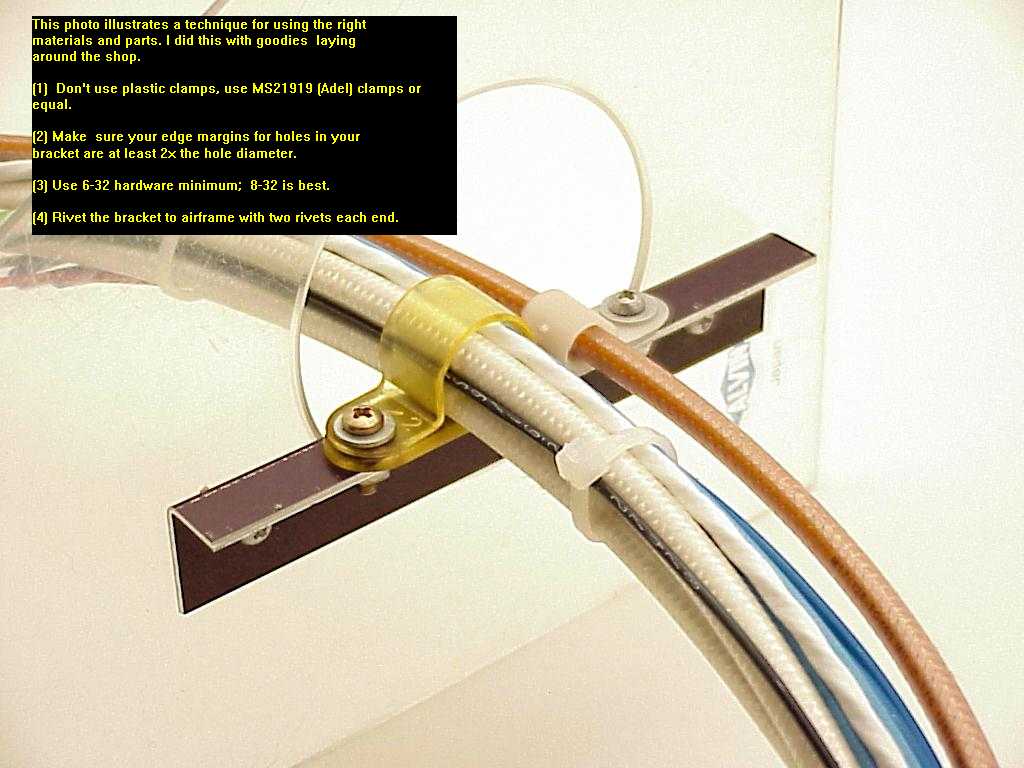 This photo illustrates a technique for using the right
materials and parts. I did this with goodies laying
around the shop.
(1) Don't use plastic clamps, use MS21919 (Adel) clamps or
equal.
(2) Make sure your edge margins for holes in your
bracket are at least 2x the hole diameter.
(3) Use 6-32 hardware minimum; 8-32 is best.
(4) Rivet the bracket to airframe with two rivets each end.